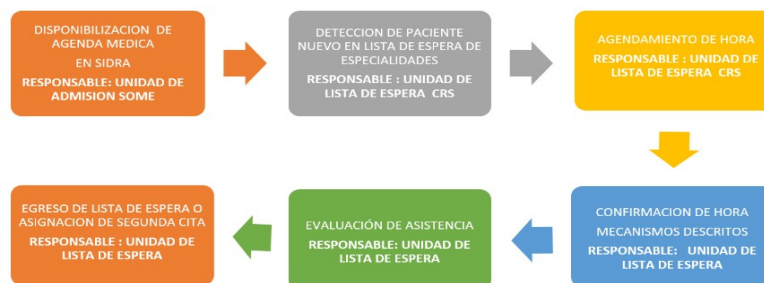 DISPONIBILIZACION DE
AGENDA MEDICA
EN SIDRA
RESPONSABLE: UNIDAD DE
ADMISION SOME
DETECCION DE PACIENTE
NUEVO EN LISTA DE ESPERA DE
ESPECIALIDADES
RESPONSABLE : UNIDAD DE
LISTA DE ESPERA CRS
AGENDAMIENTO DE HORA
RESPONSABLE : UNIDAD DE
LISTA DE ESPERA CRS
CONFIRMACION DE HORA
MECANISMOS DESCRITOS
RESPONSABLE: UNIDAD DE
LISTA DE ESPERA
EVALUACIÓN DE ASISTENCIA
RESPONSABLE: UNIDAD DE
LISTA DE ESPERA
EGRESO DE LISTA DE ESPERA O
ASIGNACION DE SEGUNDA CITA
RESPONSABLE : UNIDAD DE
LISTA DE ESPERA